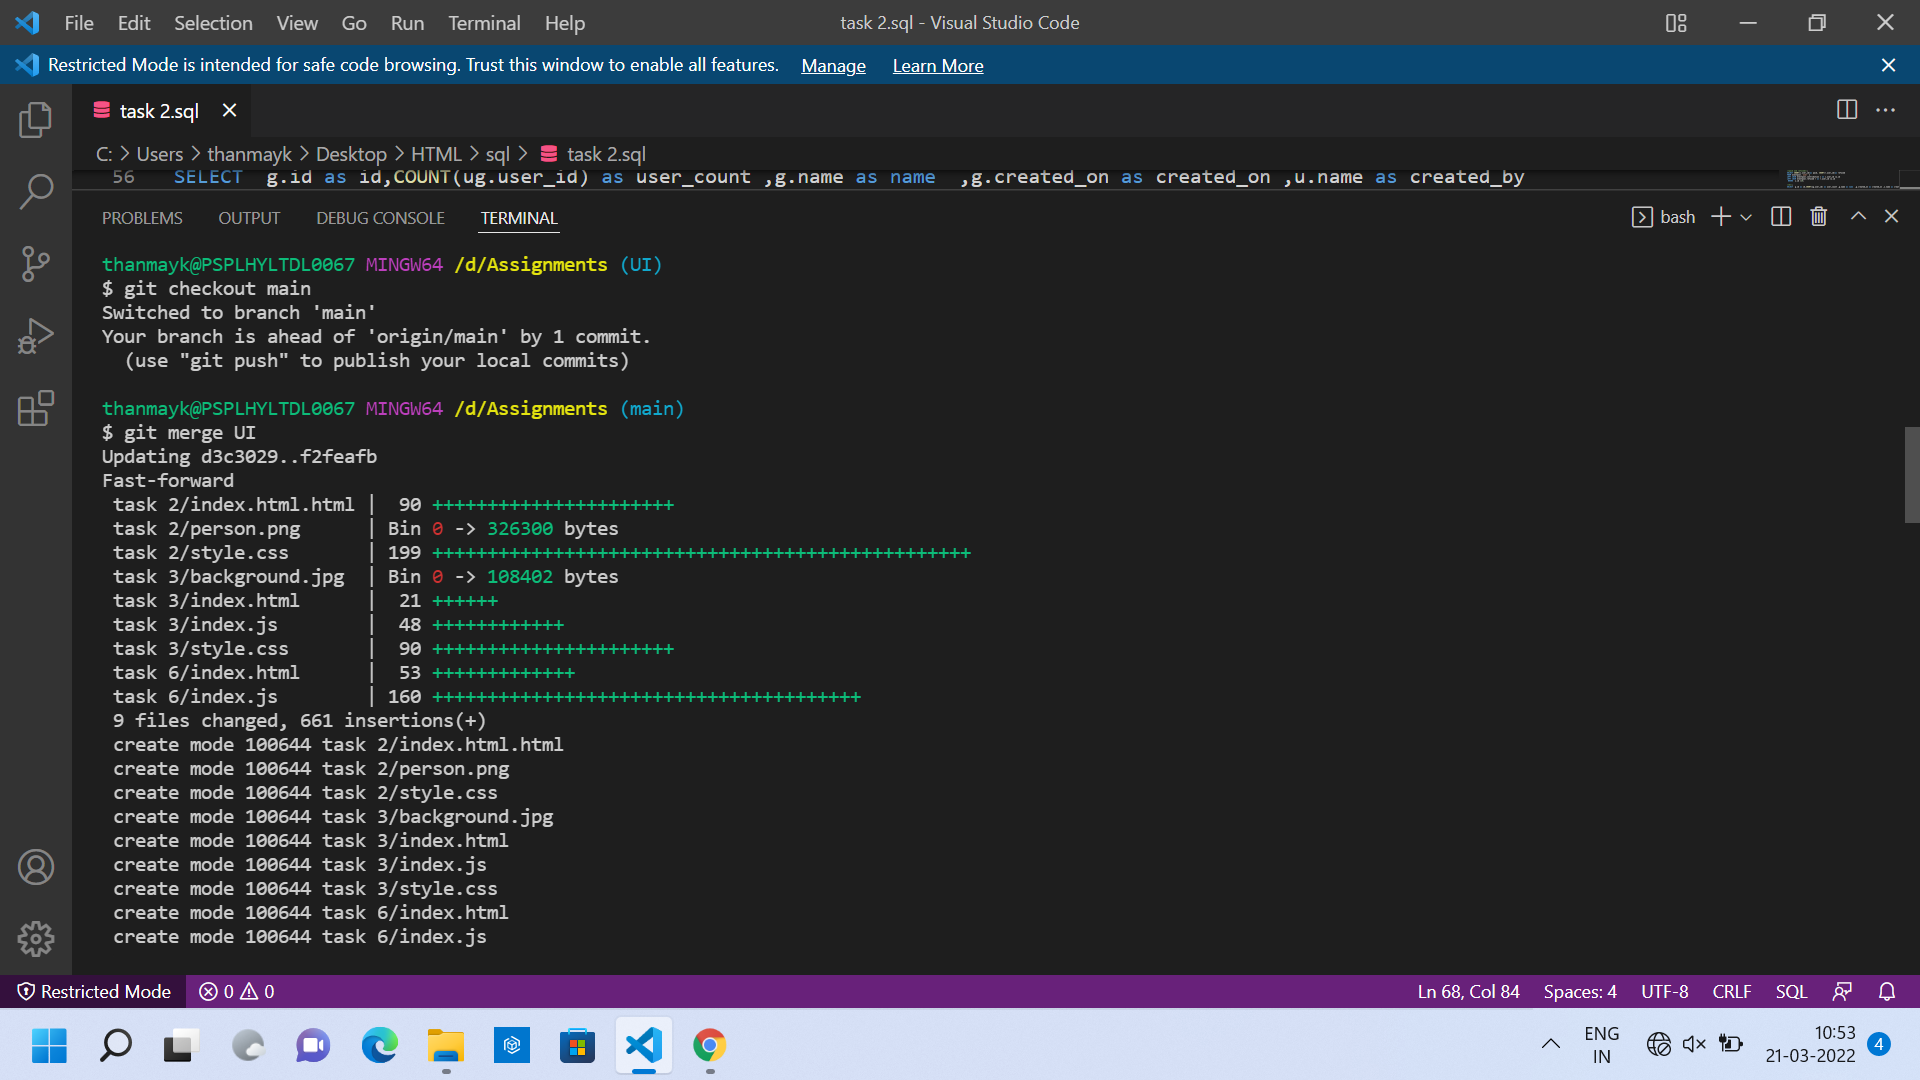 File Edit Selection View Go Run Terminal Help task 2.sql - Visual Studio Code
Restricted Mode is intended for safe code browsing. Trust this window to enable all features. Manage Learn More
task 2.sql
C: > Users > thanmayk > Desktop > HTML > sql > task 2.sql
56 SELECT g.id as id,COUNT(ug.user_id) as user_count ,g.name as name ,g.created_on as created_on ,u.name as created_by
PROBLEMS OUTPUT DEBUG CONSOLE TERMINAL bash
thanmayk@PSPLHYLTDL0067 MINGW64 /d/Assignments (UI)
$ git checkout main
Switched to branch 'main'
Your branch is ahead of 'origin/main' by 1 commit.
(use "git push" to publish your local commits)
thanmayk@PSPLHYLTDL0067 MINGW64 /d/Assignments (main)
$ git merge UI
Updating d3c3029..f2feafb
Fast-forward
task 2/index.html.html | 90 ++++++++++++++++++++++
task 2/person.png | Bin 0 -> 326300 bytes
task 2/style.css | 199 +++++++++++++++++++++++++++++++++++++++++++++++++
task 3/background.jpg | Bin 0 -> 108402 bytes
task 3/index.html | 21 ++++++
task 3/index.js | 48 ++++++++++++
task 3/style.css | 90 ++++++++++++++++++++++
task 6/index.html | 53 +++++++++++++
task 6/index.js | 160 +++++++++++++++++++++++++++++++++++++++
9 files changed, 661 insertions(+)
create mode 100644 task 2/index.html.html
create mode 100644 task 2/person.png
create mode 100644 task 2/style.css
create mode 100644 task 3/background.jpg
create mode 100644 task 3/index.html
create mode 100644 task 3/index.js
create mode 100644 task 3/style.css
create mode 100644 task 6/index.html
create mode 100644 task 6/index.js
Restricted Mode 0 0 Ln 68, Col 84 Spaces: 4 UTF-8 CRLF SQL
ENG 10:53
IN 21-03-2022 4